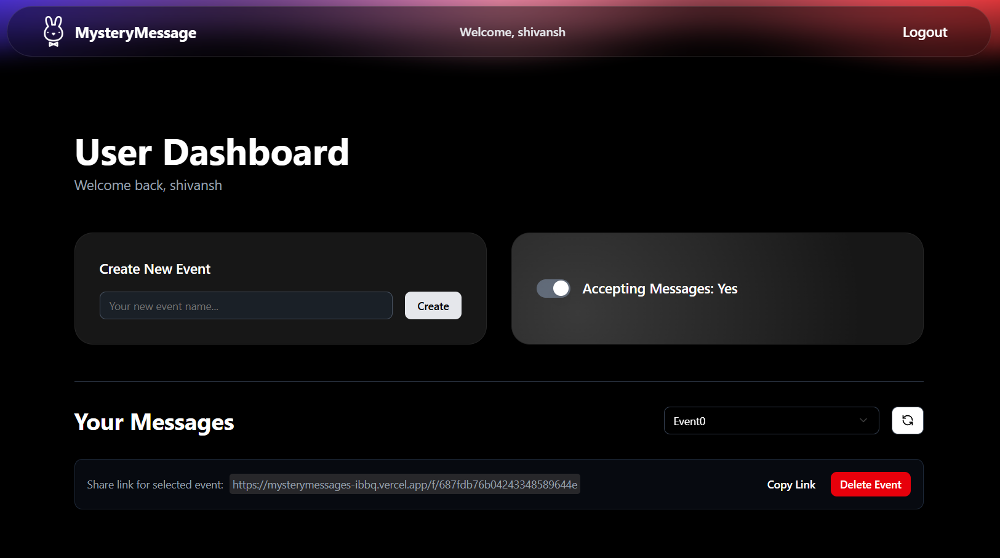 MysteryMessage
Welcome, shivansh
Logout
User Dashboard
Welcome back, shivansh
Create New Event
Your new event name...
Create
Accepting Messages: Yes
Your Messages
Event0
Share link for selected event: https://mysterymessages-ibbq.vercel.app/f/687fdb76b04243348589644e
Copy Link
Delete Event